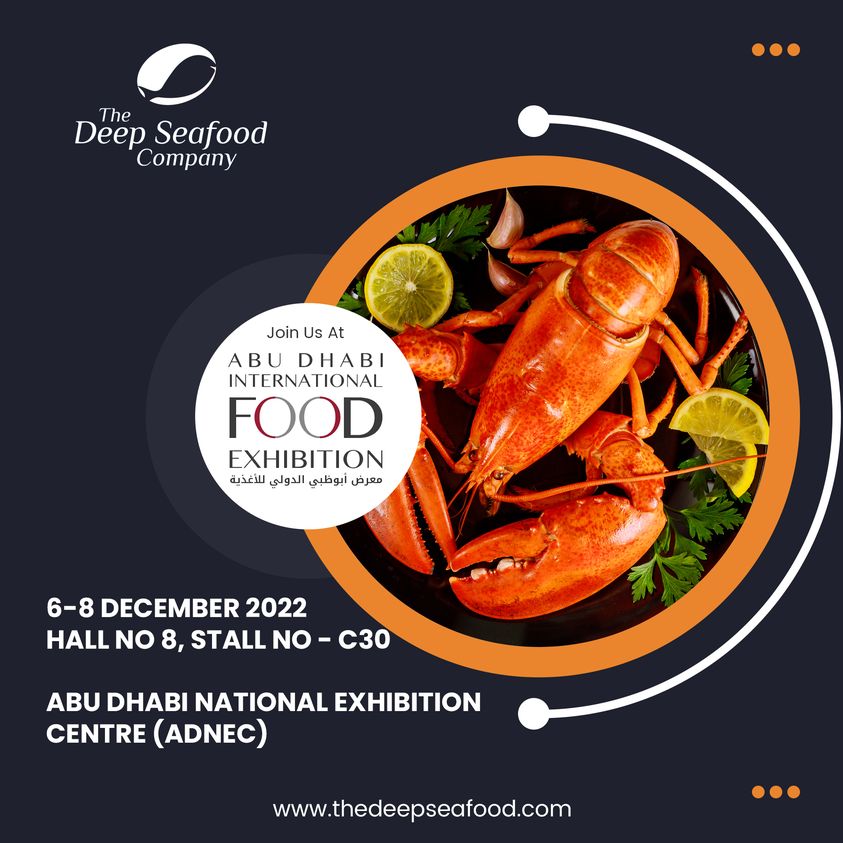 The
Deep Seafood
Company
Join Us At
ABU DHABI
INTERNATIONAL
FOOD
EXHIBITION
معرض أبوظبي الدولي للأغذية
6-8 DECEMBER 2022
HALL NO 8, STALL NO - C30
ABU DHABI NATIONAL EXHIBITION
CENTRE (ADNEC)
www.thedeepseafood.com